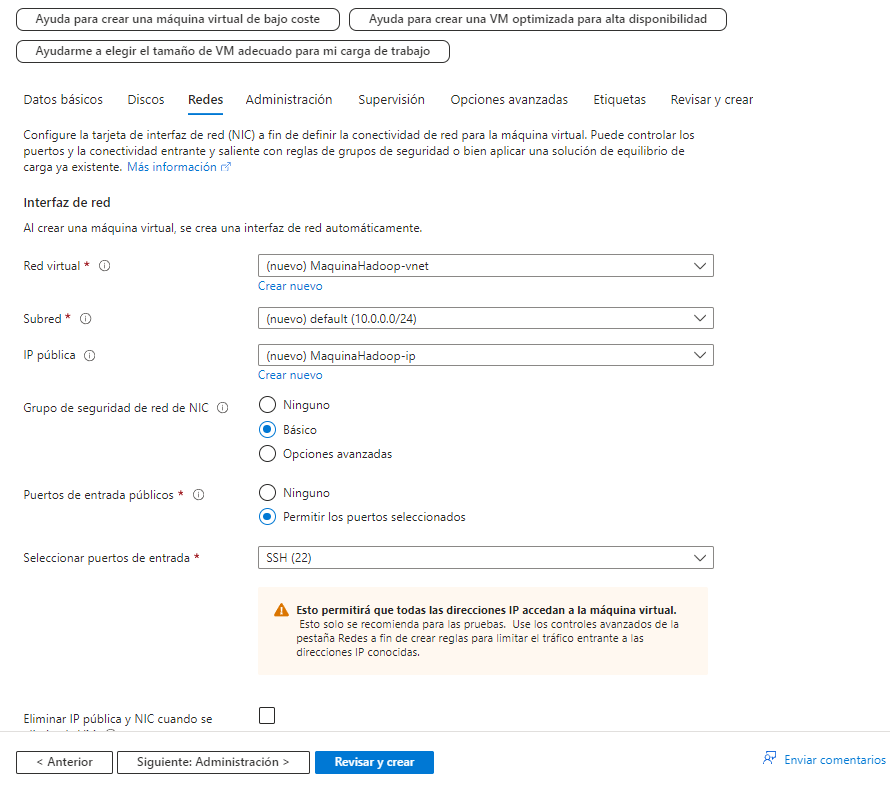 Ayuda para crear una máquina virtual de bajo coste
Ayuda para crear una VM optimizada para alta disponibilidad
Ayudarme a elegir el tamaño de VM adecuado para mi carga de trabajo
Datos básicos Discos Redes Administración Supervisión Opciones avanzadas Etiquetas Revisar y crear
Configure la tarjeta de interfaz de red (NIC) a fin de definir la conectividad de red para la máquina virtual. Puede controlar los
puertos y la conectividad entrante y saliente con reglas de grupos de seguridad o bien aplicar una solución de equilibrio de
carga ya existente. Más información
Interfaz de red
Al crear una máquina virtual, se crea una interfaz de red automáticamente.
Red virtual *
(nuevo) MaquinaHadoop-vnet
Crear nuevo
Subred *
(nuevo) default (10.0.0.0/24)
IP pública
(nuevo) MaquinaHadoop-ip
Crear nuevo
Grupo de seguridad de red de NIC
Ninguno
Básico
Opciones avanzadas
Puertos de entrada públicos *
Ninguno
Permitir los puertos seleccionados
Seleccionar puertos de entrada *
SSH (22)
Esto permitirá que todas las direcciones IP accedan a la máquina virtual.
Esto solo se recomienda para las pruebas. Use los controles avanzados de la
pestaña Redes a fin de crear reglas para limitar el tráfico entrante a las
direcciones IP conocidas.
Eliminar IP pública y NIC cuando se
< Anterior
Siguiente: Administración >
Revisar y crear
Enviar comentarios